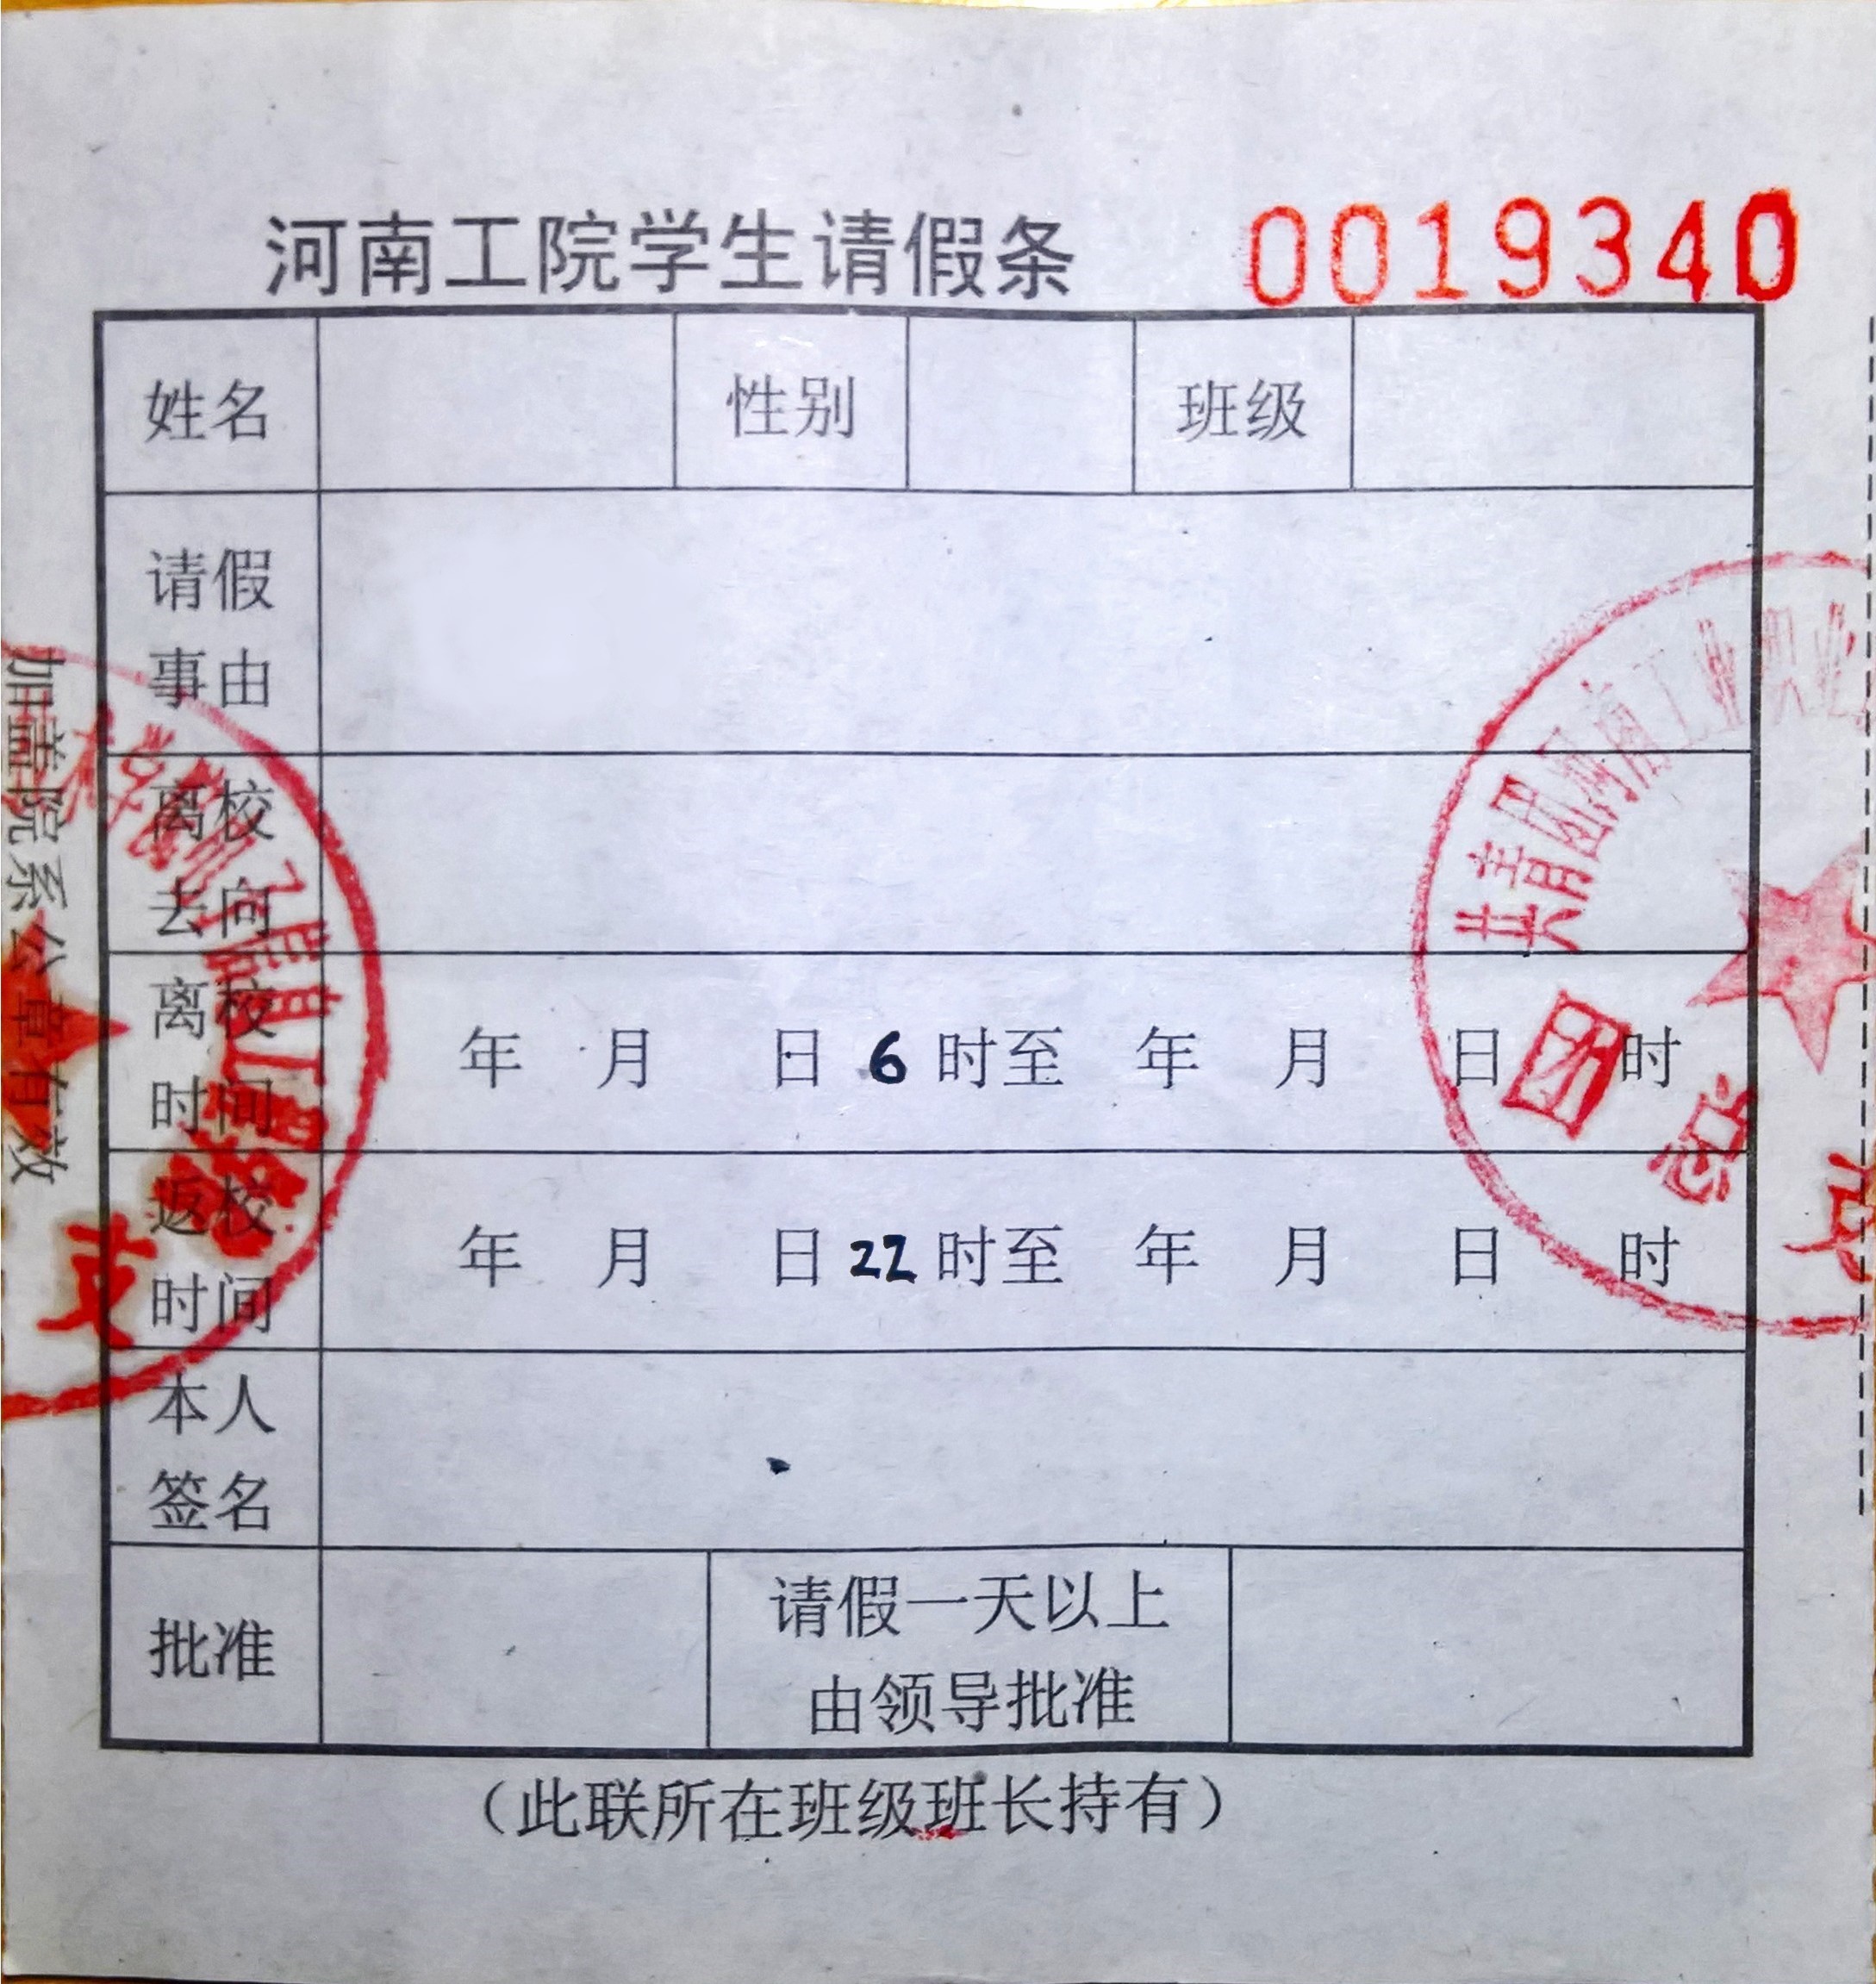 河南工院学生请假条 0019340
姓名 性别 班级
请假
事由
离校
去向
离校
时间
年 月 日 6 时至 年 月 日 时
返校
时间
年 月 日 22 时至 年 月 日 时
本人
签名
批准
请假一天以上
由领导批准
（此联所在班级班长持有）
加盖院系公章有效
共青团河南工业职业
团 总
支